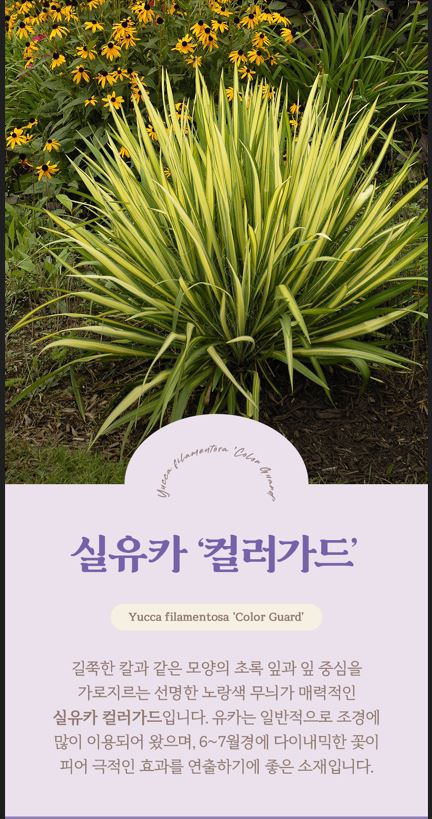 Yucca filamentosa 'Color Guard'
실유카 ‘컬러가드’
Yucca filamentosa 'Color Guard'
길쭉한 칼과 같은 모양의 초록 잎과 잎 중심을
가로지르는 선명한 노랑색 무늬가 매력적인
실유카 컬러가드입니다. 유카는 일반적으로 조경에
많이 이용되어 왔으며, 6~7월경에 다이내믹한 꽃이
피어 극적인 효과를 연출하기에 좋은 소재입니다.